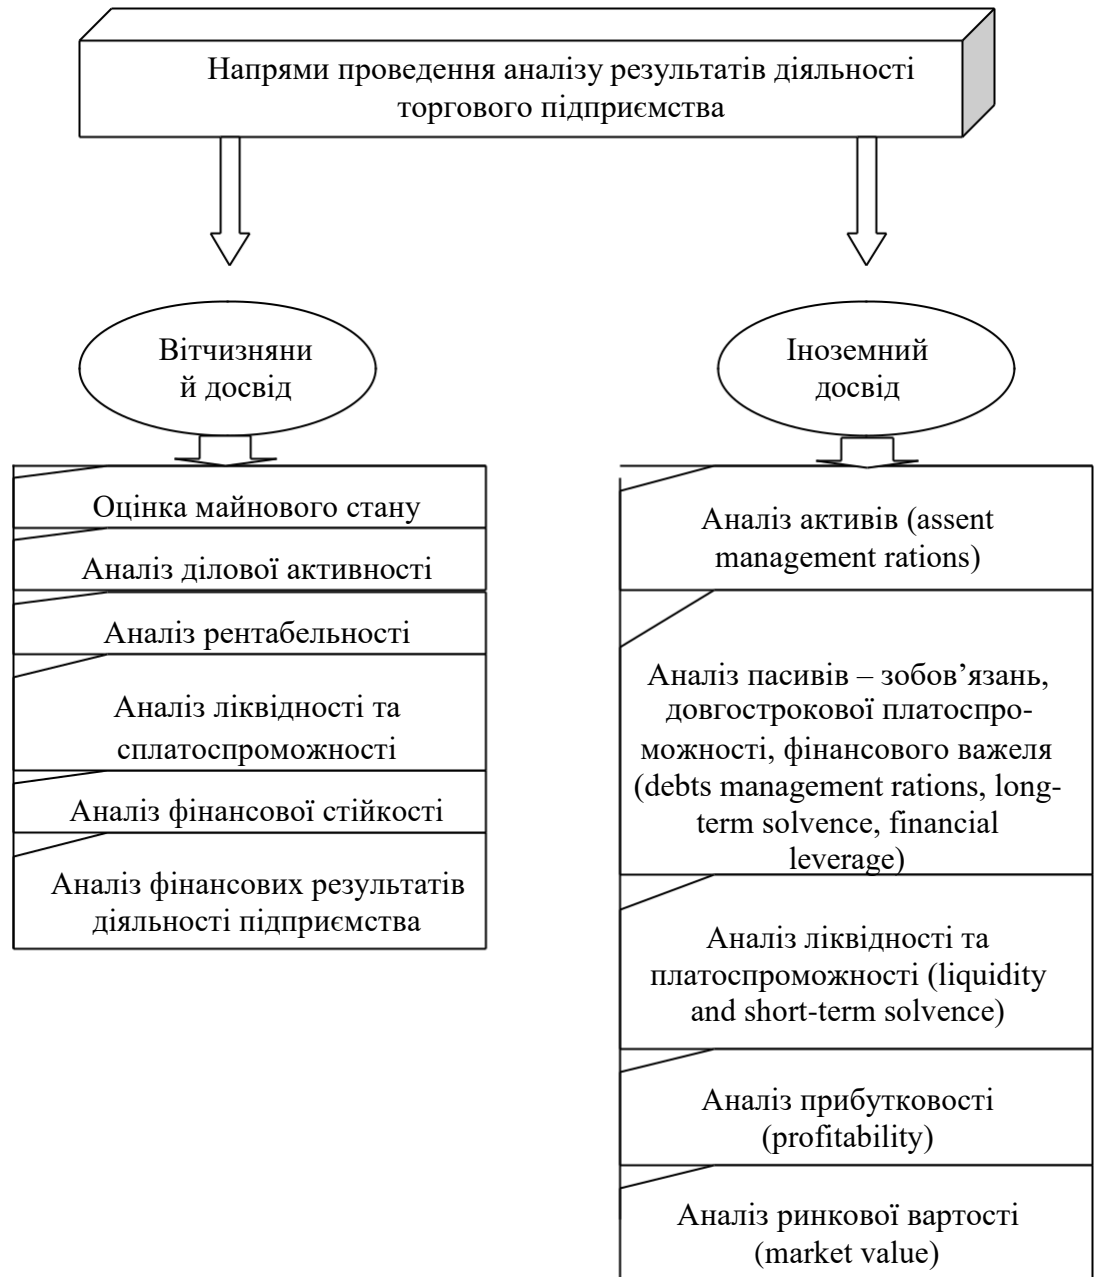 Напрями проведення аналізу результатів діяльності
торгового підприємства
Вітчизняни
й досвід
Оцінка майнового стану
Аналіз ділової активності
Аналіз рентабельності
Аналіз ліквідності та
сплатоспроможності
Аналіз фінансової стійкості
Аналіз фінансових результатів
діяльності підприємства
Іноземний
досвід
Аналіз активів (assent
management rations)
Аналіз пасивів – зобов’язань,
довгострокової платоспро-
можності, фінансового важеля
(debts management rations, long-
term solvence, financial
leverage)
Аналіз ліквідності та
платоспроможності (liquidity
and short-term solvence)
Аналіз прибутковості
(profitability)
Аналіз ринкової вартості
(market value)